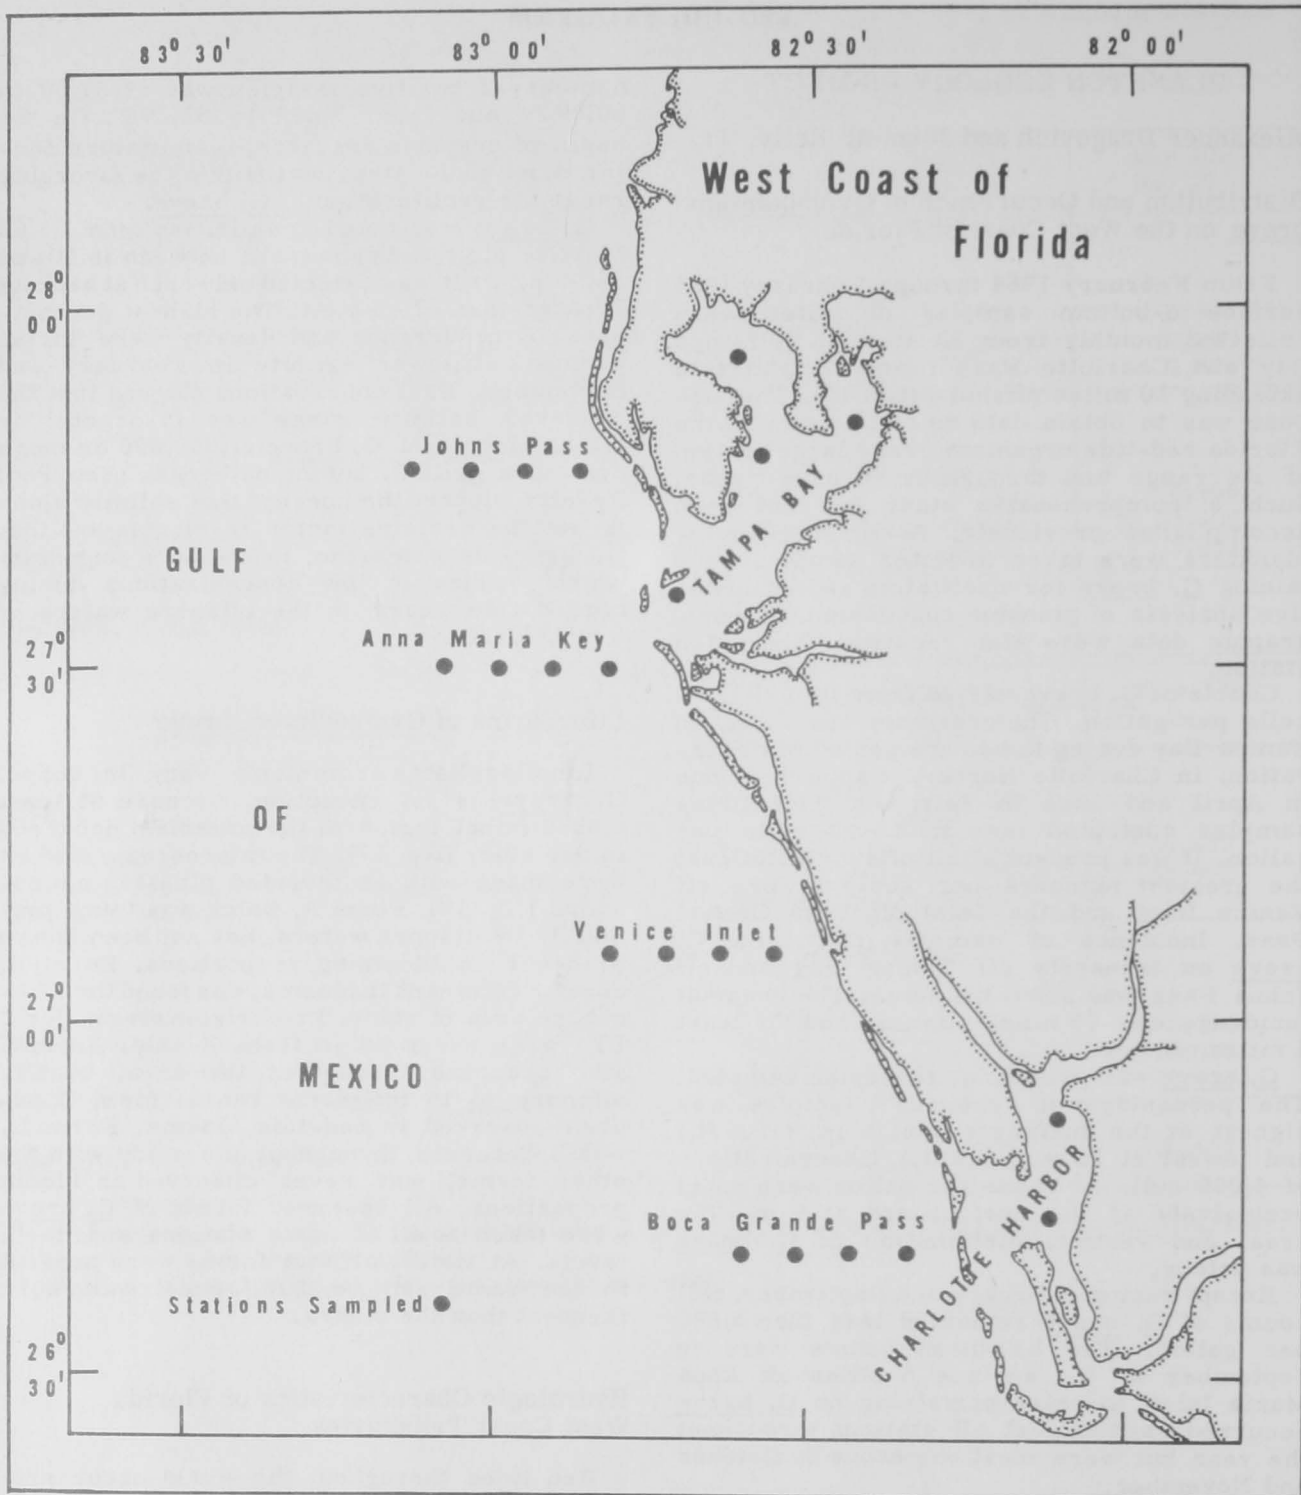 83° 30'
83° 00'
82° 30'
82° 00'
West Coast of
Florida
28°
00'
Johns Pass
TAMPA BAY
GULF
Anna Maria Key
27°
30'
OF
Venice Inlet
27°
00'
MEXICO
CHARLOTTE HARBOR
Boca Grande Pass
Stations Sampled
26°
30'